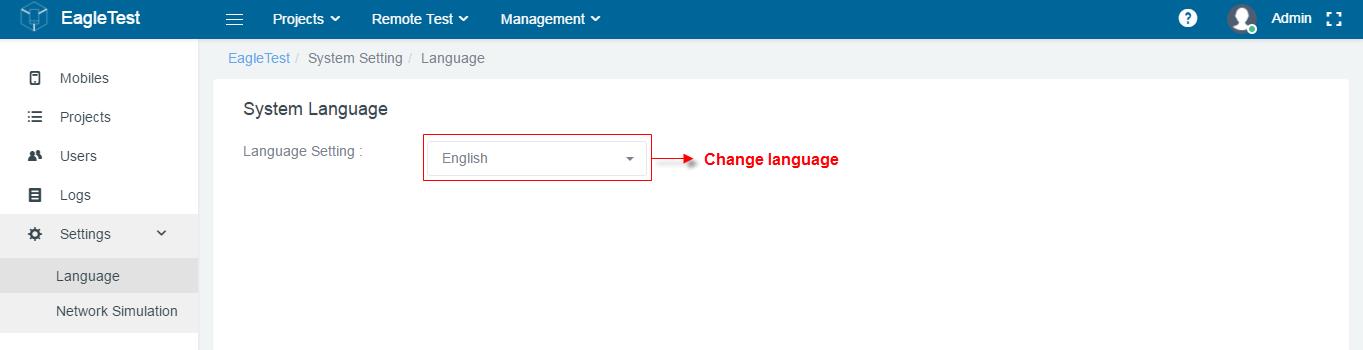 EagleTest
Projects
Remote Test
Management
?
Admin
EagleTest / System Setting / Language
Mobiles
Projects
Users
Logs
Settings
Language
Network Simulation
System Language
Language Setting :
English
Change language